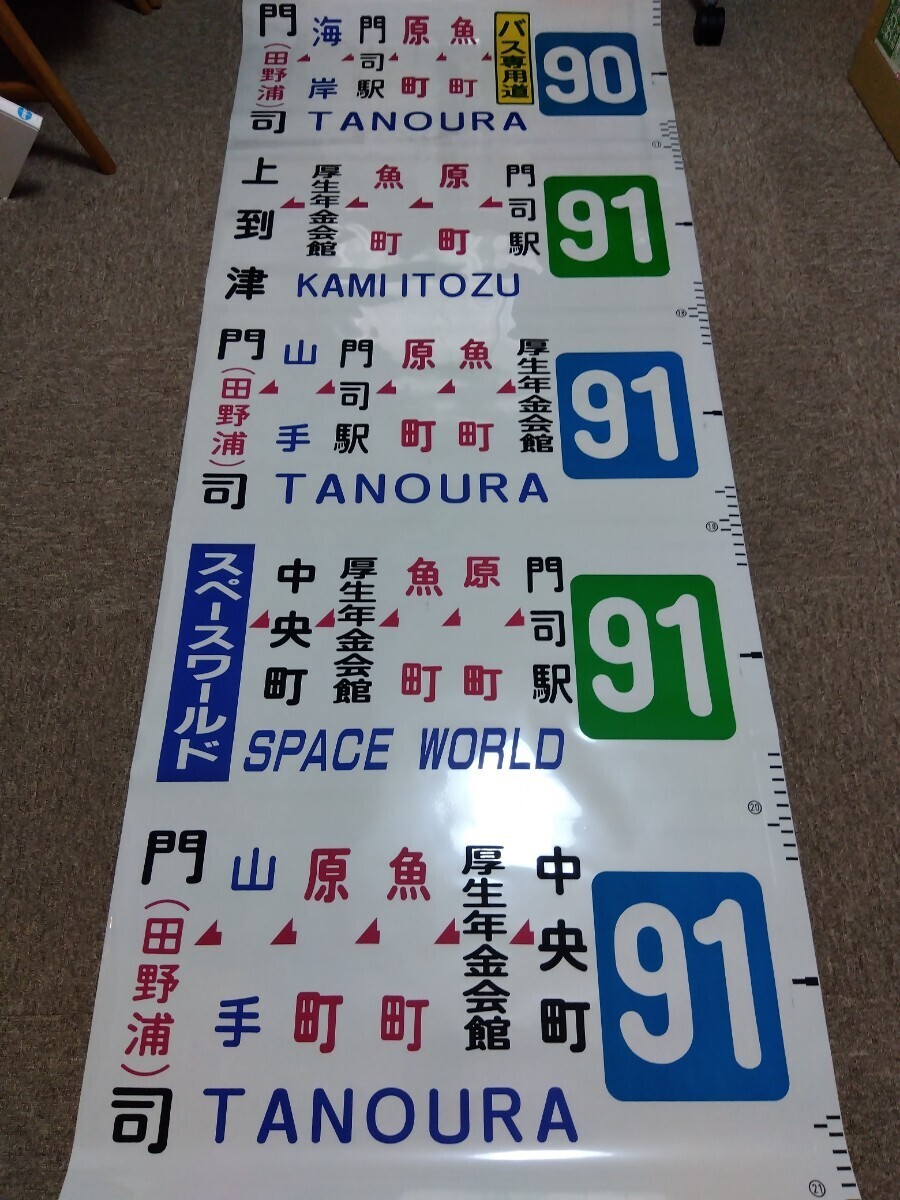 門(田野浦)司
海岸
門司駅
原町
魚町
バス専用道
90
TANOURA
⑰
上到津
厚生年金会館
魚町
原町
門司駅
91
KAMI ITOZU
⑱
門(田野浦)司
山手
門司駅
原町
魚町
厚生年金会館
91
TANOURA
⑲
スペースワールド
中央町
厚生年金会館
魚町
原町
門司駅
91
SPACE WORLD
⑳
門(田野浦)司
山手
原町
魚町
厚生年金会館
中央町
91
TANOURA
㉑